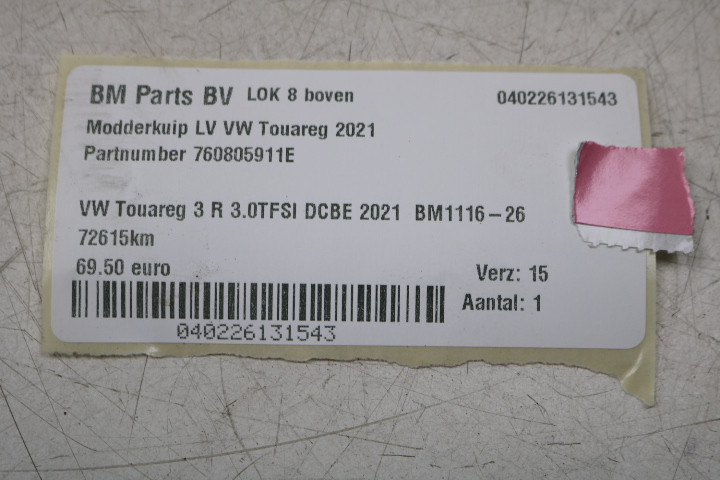 BM Parts BV LOK 8 boven 040226131543
Modderkuip LV VW Touareg 2021
Partnumber 760805911E
VW Touareg 3 R 3.0TFSI DCBE 2021 BM1116-26
72615km
69.50 euro Verz: 15
Aantal: 1
040226131543